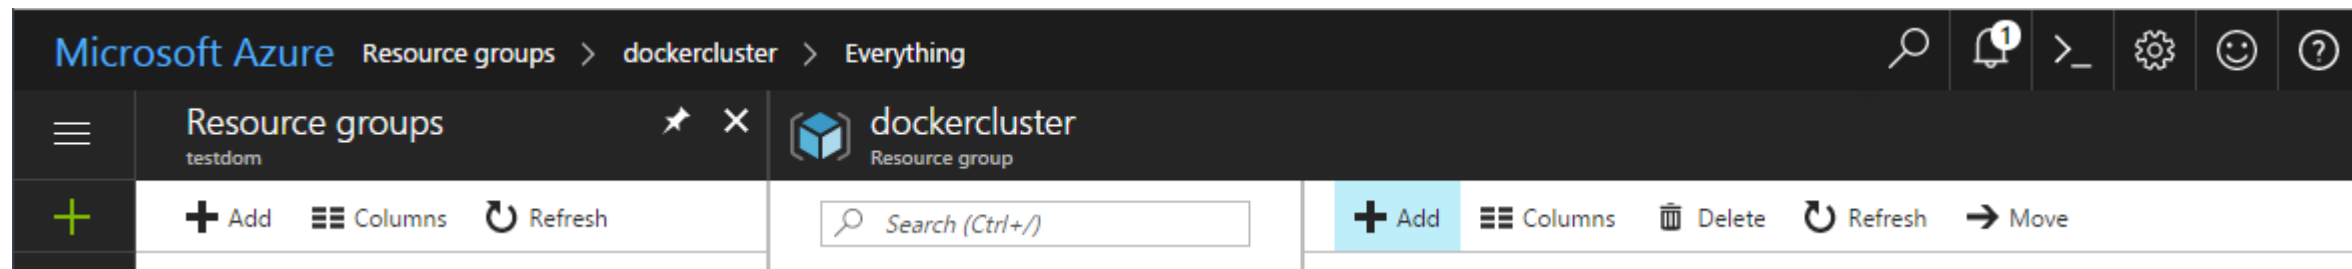 Microsoft Azure Resource groups > dockercluster > Everything 1 >_ ?
Resource groups
testdom
dockercluster
Resource group
Add Columns Refresh
Search (Ctrl+/)
Add Columns Delete Refresh Move